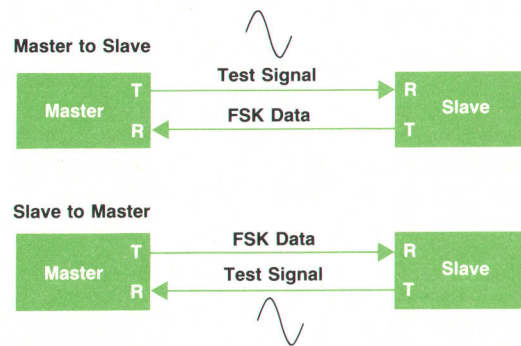 Master to Slave
Test Signal
T
R
Master
Slave
FSK Data
R
T
Slave to Master
FSK Data
T
R
Master
Slave
Test Signal
R
T